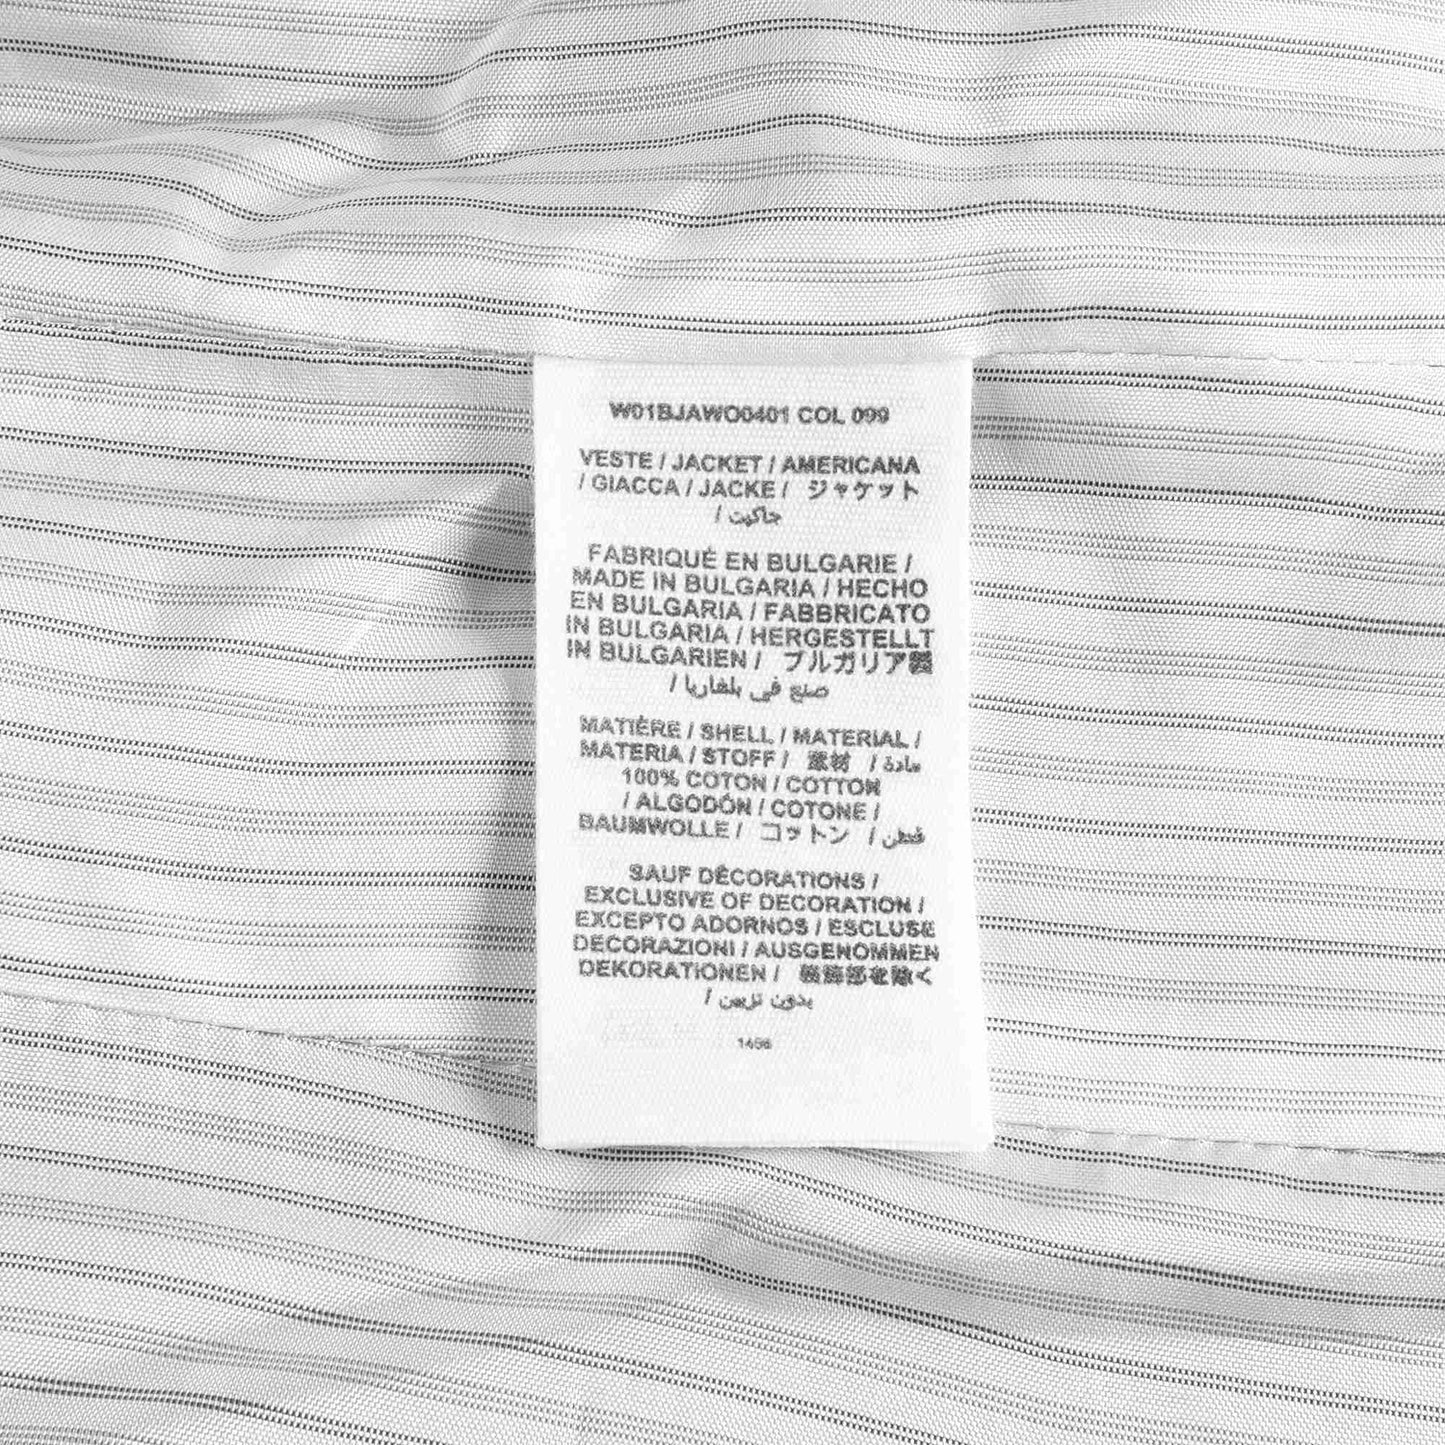 W01BJAWO0401 COL 099
VESTE / JACKET / AMERICANA
/ GIACCA / JACKE / ジャケット
/ جاكيت
FABRIQUÉ EN BULGARIE /
MADE IN BULGARIA / HECHO
EN BULGARIA / FABBRICATO
IN BULGARIA / HERGESTELLT
IN BULGARIEN / ブルガリア製
/ صنع في بلغاريا
MATIÈRE / SHELL / MATERIAL /
MATERIA / STOFF / 素材 / مادة
100% COTON / COTTON
/ ALGODÓN / COTONE /
BAUMWOLLE / コットン / قطن
SAUF DÉCORATIONS /
EXCLUSIVE OF DECORATION /
EXCEPTO ADORNOS / ESCLUSE
DECORAZIONI / AUSGENOMMEN
DEKORATIONEN / 装飾部を除く
/ بدون تزيين
1456